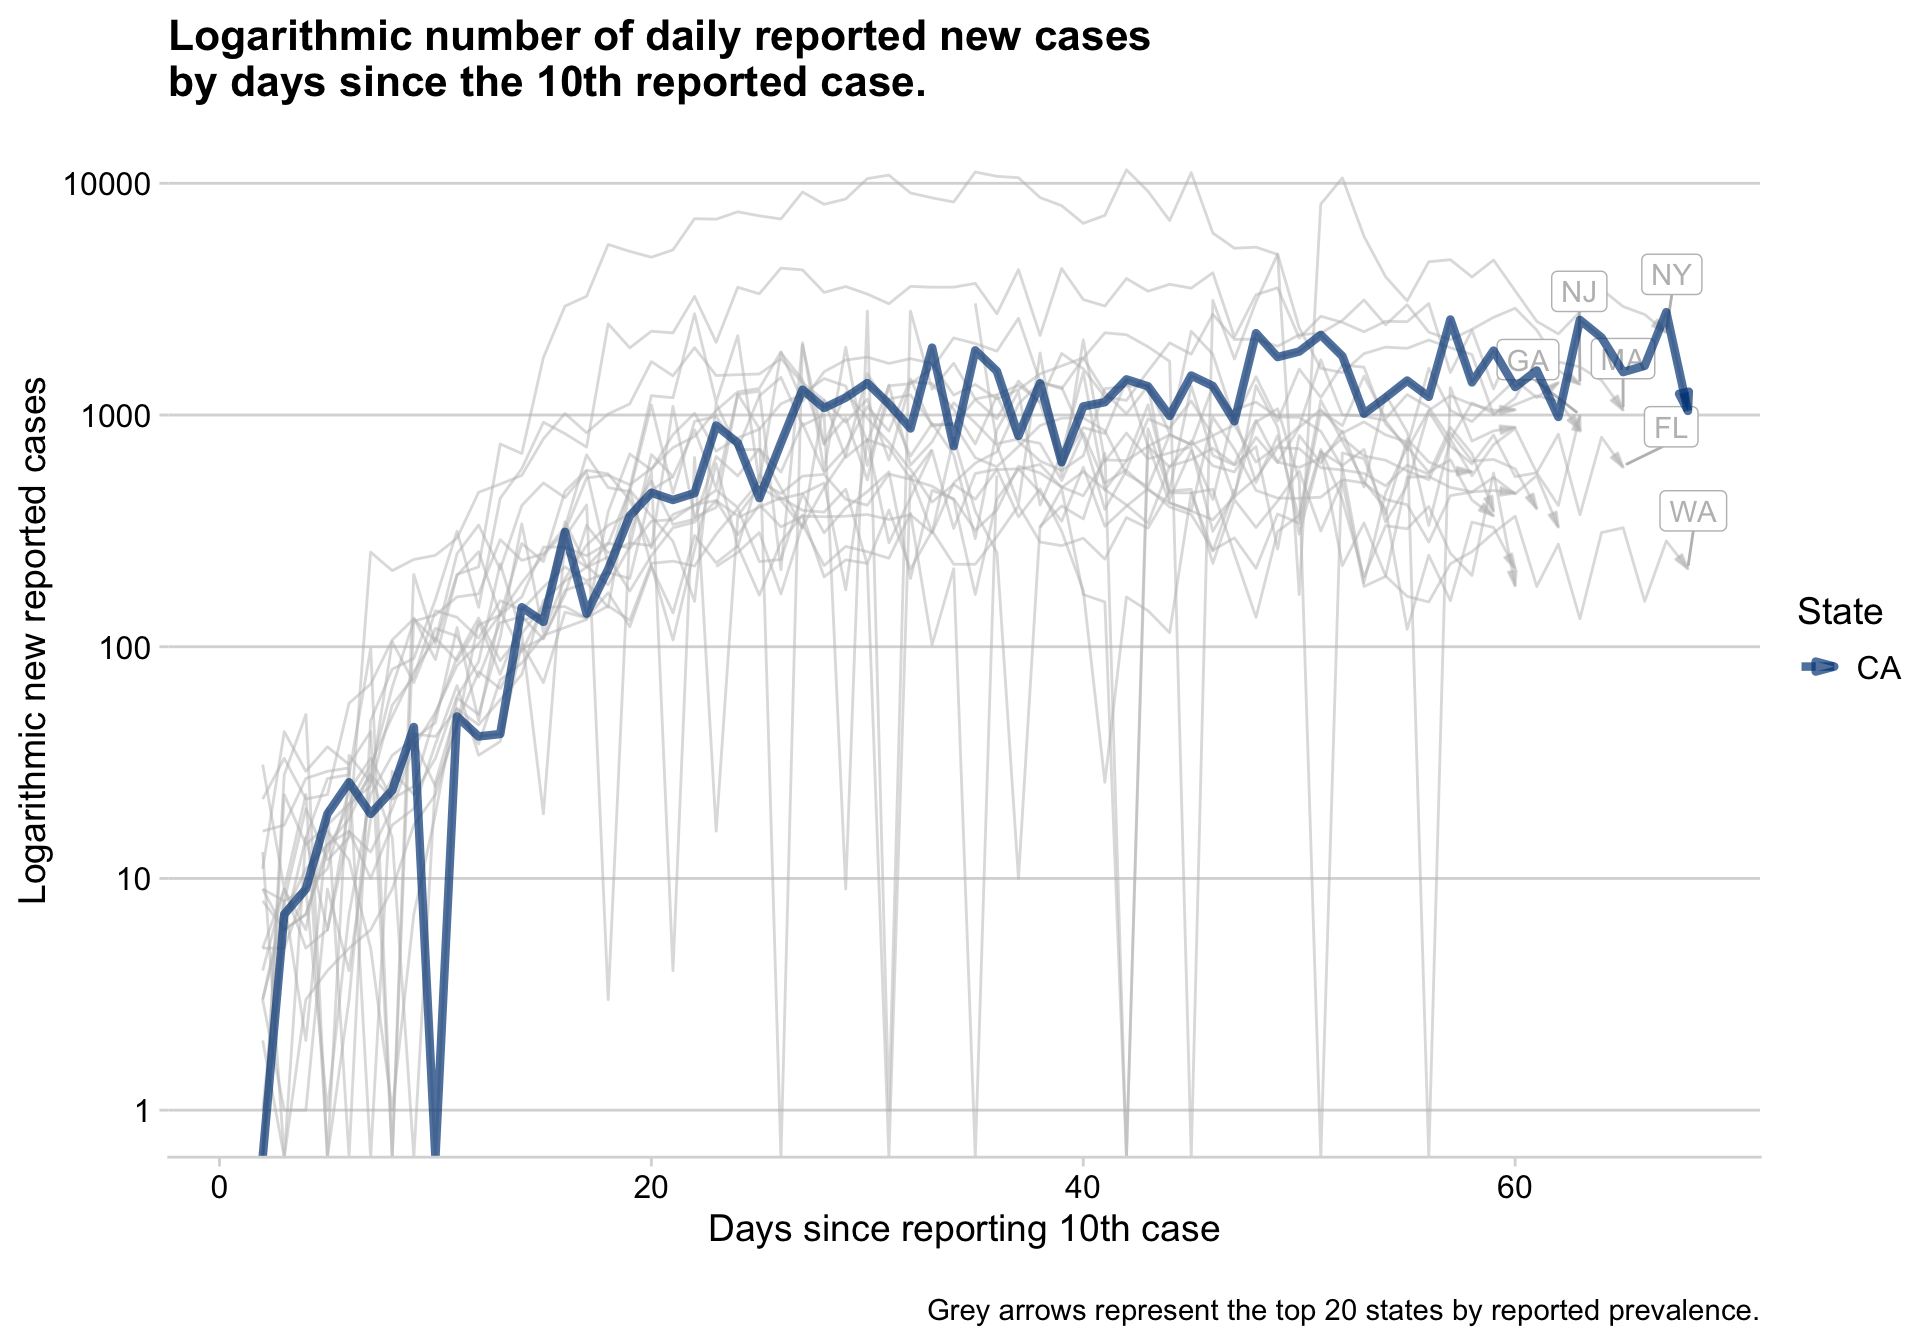 Logarithmic number of daily reported new cases
by days since the 10th reported case.
Logarithmic new reported cases
10000
1000
100
10
1
NY
NJ
GA
MA
FL
WA
State
CA
0
20
40
60
Days since reporting 10th case
Grey arrows represent the top 20 states by reported prevalence.